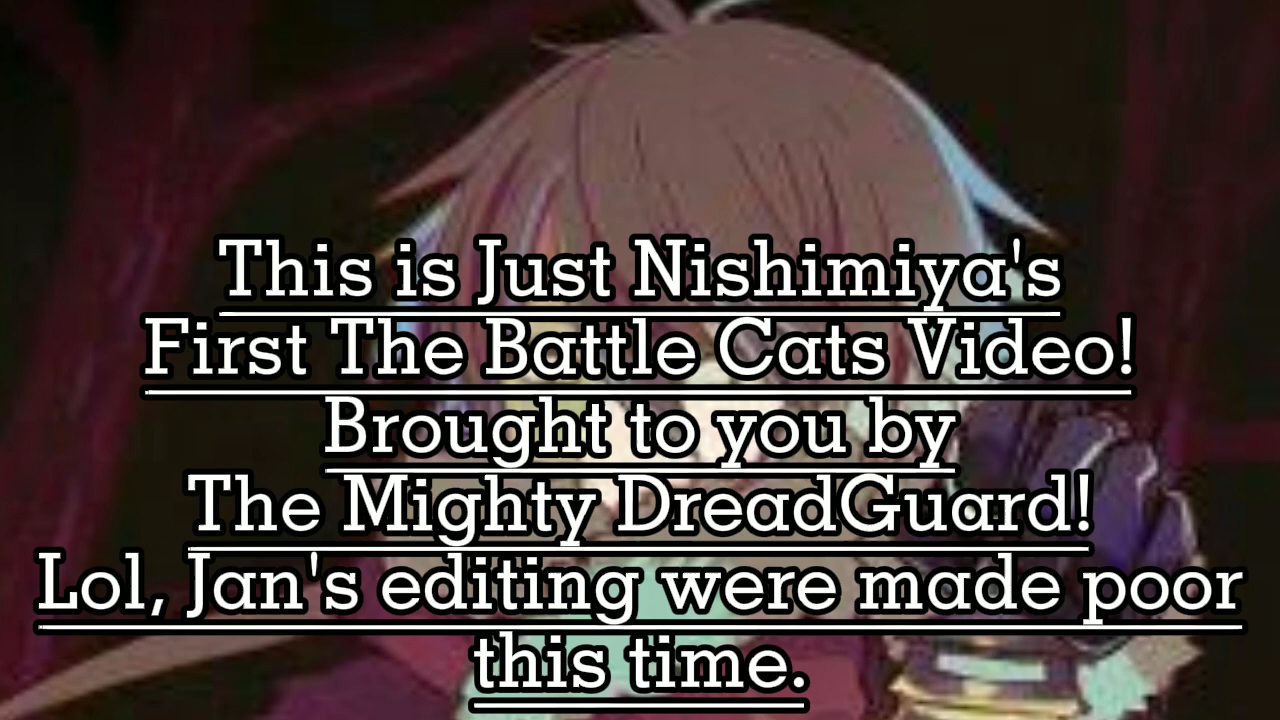 This is Just Nishimiya's
First The Battle Cats Video!
Brought to you by
The Mighty DreadGuard!
Lol, Jan's editing were made poor
this time.